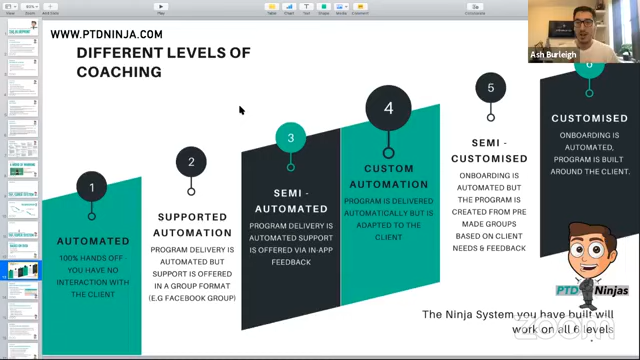 WWW.PTDNINJA.COM
DIFFERENT LEVELS OF
COACHING
1
AUTOMATED
100% HANDS OFF
YOU HAVE NO
INTERACTION WITH
THE CLIENT
2
SUPPORTED
AUTOMATION
PROGRAM DELIVERY IS
AUTOMATED BUT
SUPPORT IS OFFERED
IN A GROUP FORMAT
(E.G FACEBOOK GROUP)
3
SEMI -
AUTOMATED
PROGRAM DELIVERY IS
AUTOMATED SUPPORT
IS OFFERED VIA IN-APP
FEEDBACK
4
CUSTOM
AUTOMATION
PROGRAM IS DELIVERED
AUTOMATICALLY BUT IS
ADAPTED TO THE
CLIENT
5
SEMI -
CUSTOMISED
ONBOARDING IS
AUTOMATED BUT
THE PROGRAM IS
CREATED FROM PRE
MADE GROUPS
BASED ON CLIENT
NEEDS & FEEDBACK
6
CUSTOMISED
ONBOARDING IS
AUTOMATED,
PROGRAM IS BUILT
AROUND THE CLIENT.
PTD Ninjas
The Ninja System you have built will
work on all 6 levels
Ash Burleigh
zoom